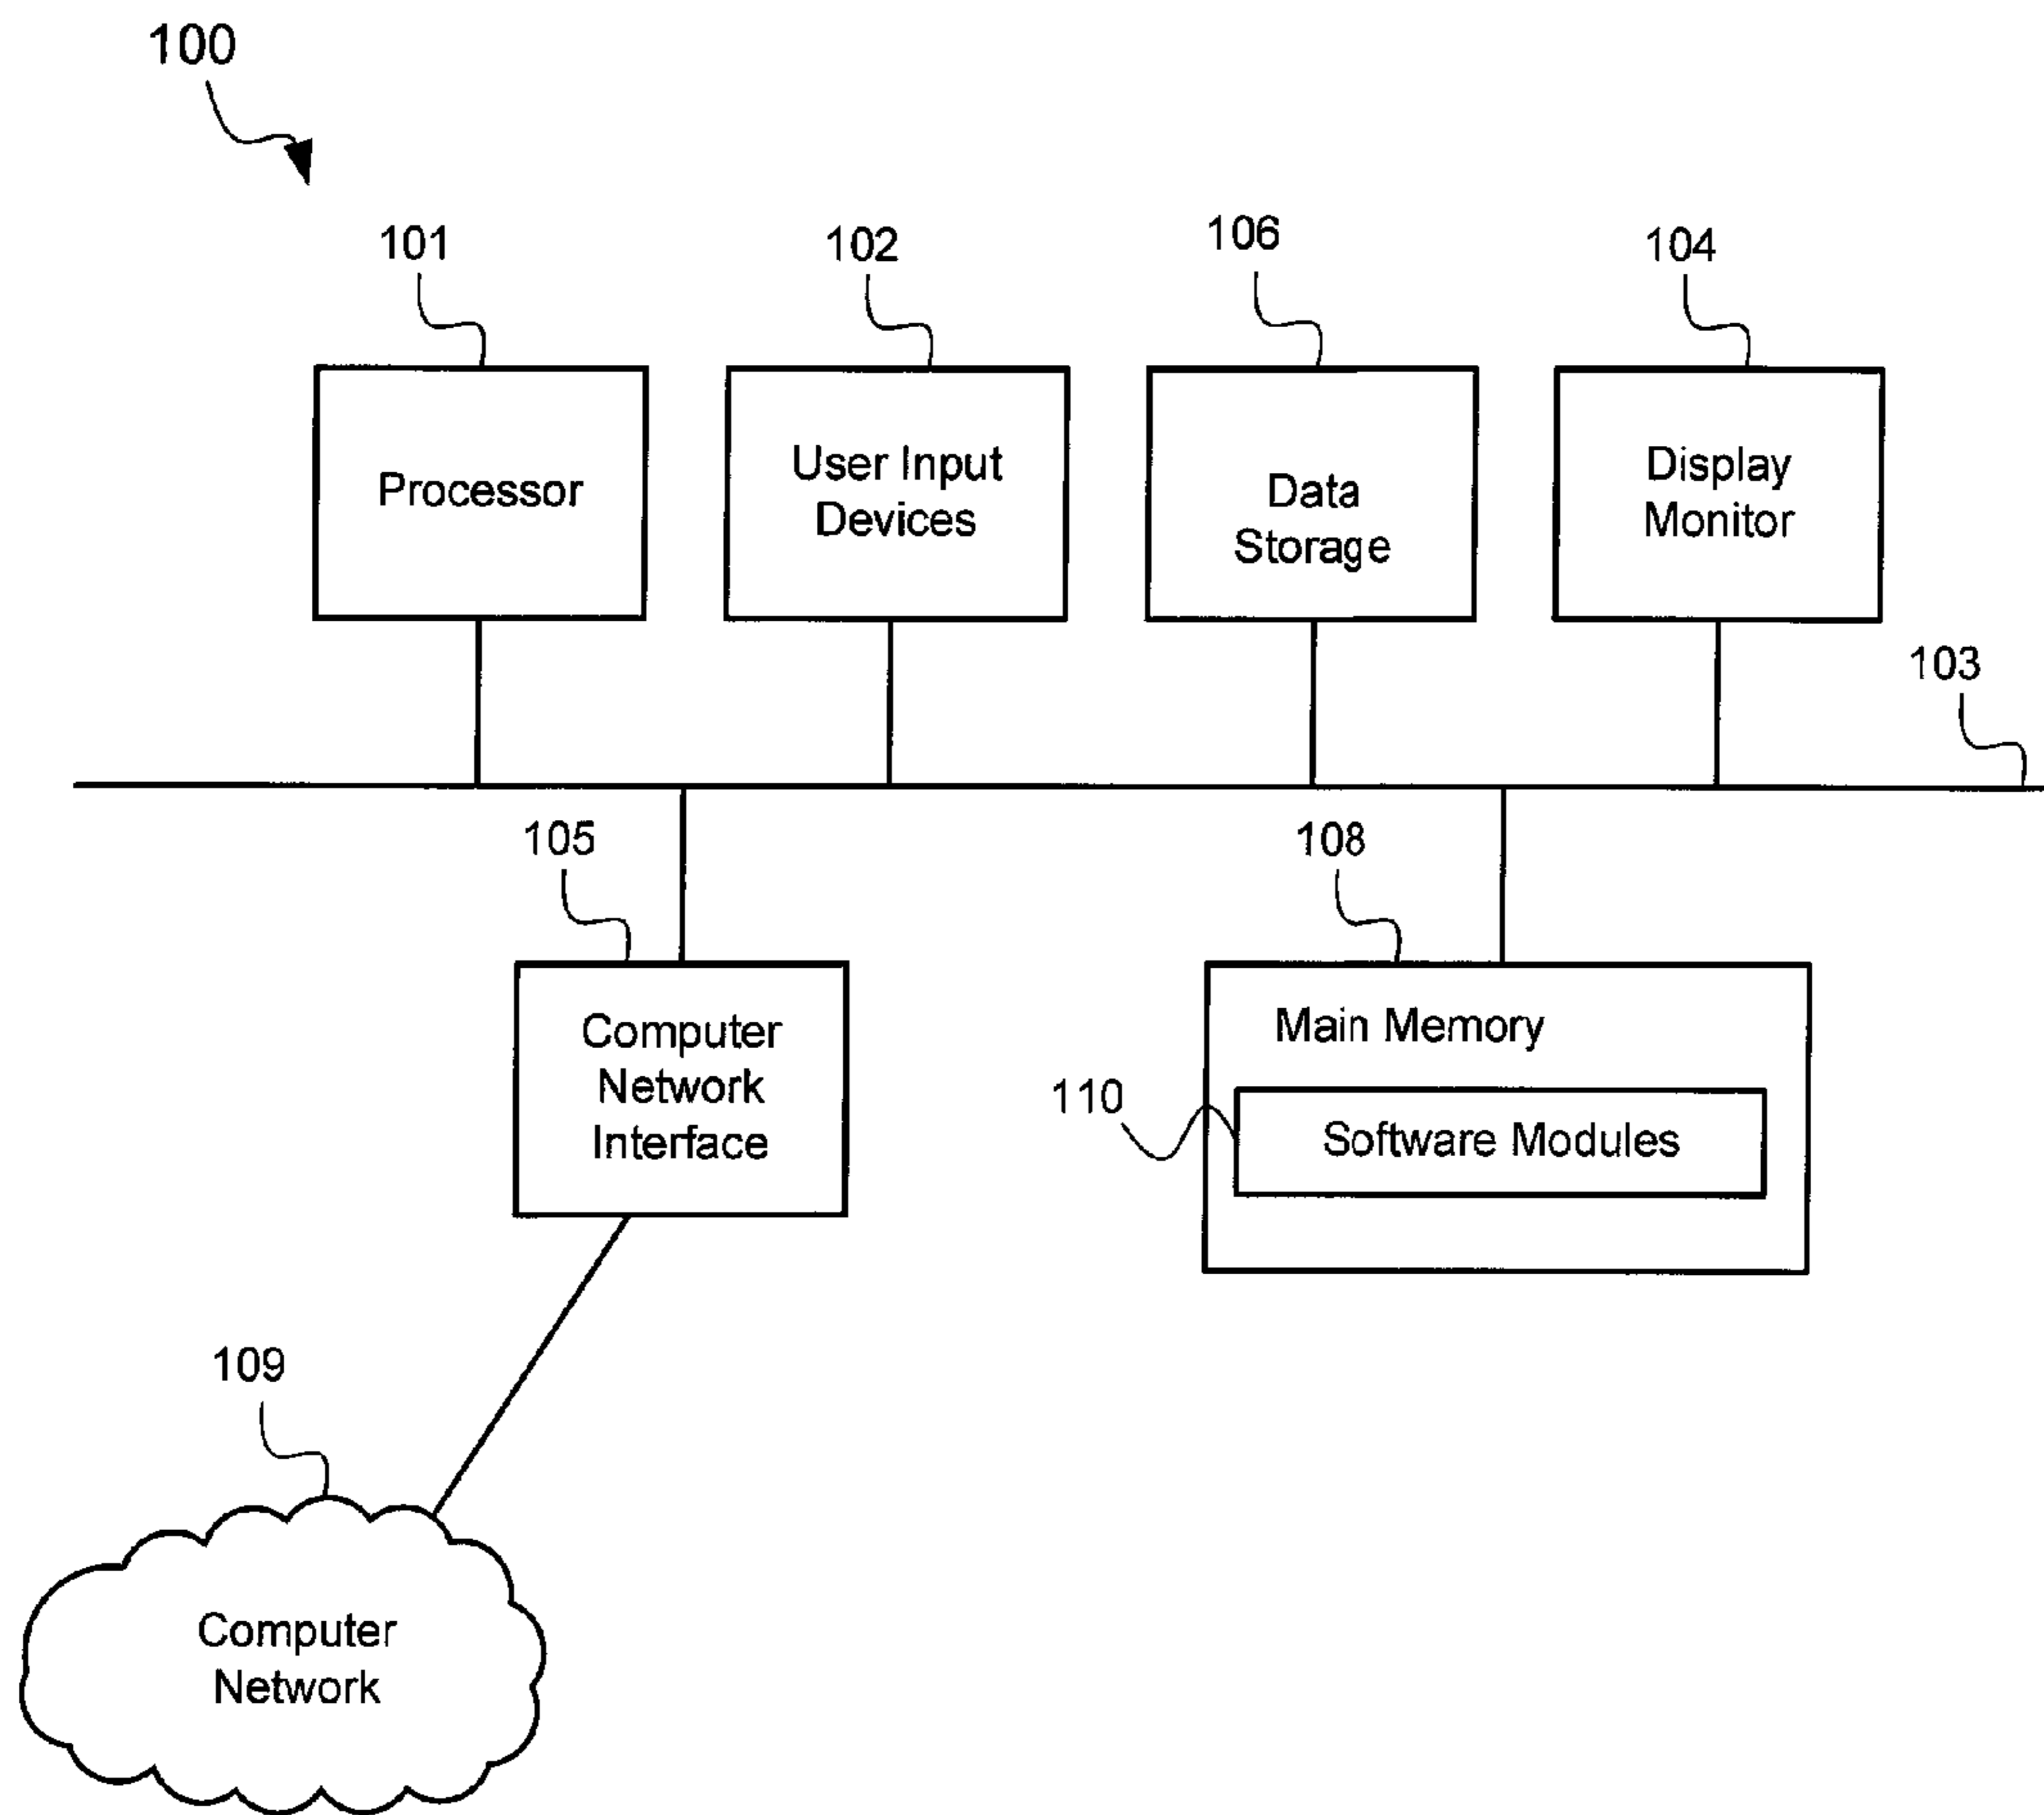 100
101
102
106
104
Processor
User Input
Devices
Data
Storage
Display
Monitor
103
105
108
Computer
Network
Interface
Main Memory
110
Software Modules
109
Computer
Network